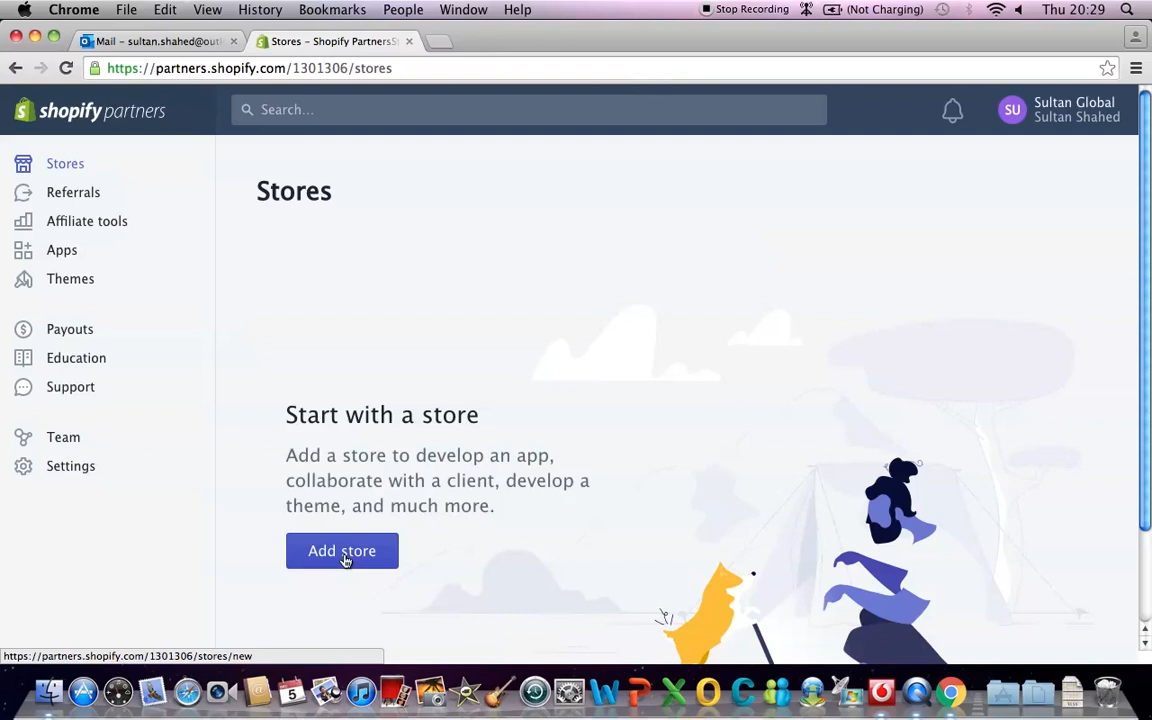 Chrome File Edit View History Bookmarks People Window Help Stop Recording (Not Charging) Thu 20:29
Mail – sultan.shahed@outl Stores – Shopify PartnersS
https://partners.shopify.com/1301306/stores
shopify partners Search... SU Sultan Global
Sultan Shahed
Stores
Referrals
Affiliate tools
Apps
Themes
Payouts
Education
Support
Team
Settings
Stores
Start with a store
Add a store to develop an app,
collaborate with a client, develop a
theme, and much more.
Add store
https://partners.shopify.com/1301306/stores/new
5